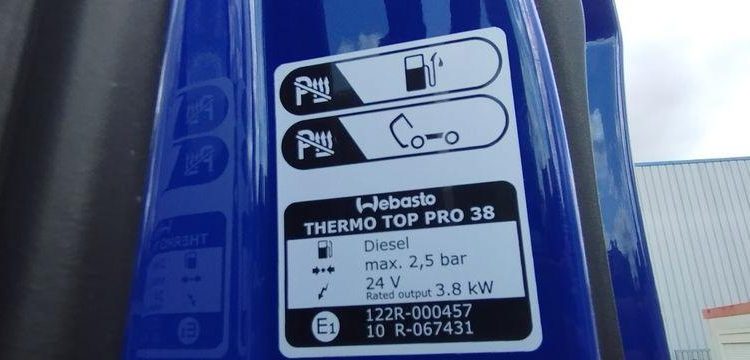 P
P
Webasto
THERMO TOP PRO 38
Diesel
max. 2,5 bar
24 V
Rated output 3.8 kW
E1 122R-000457
10 R-067431